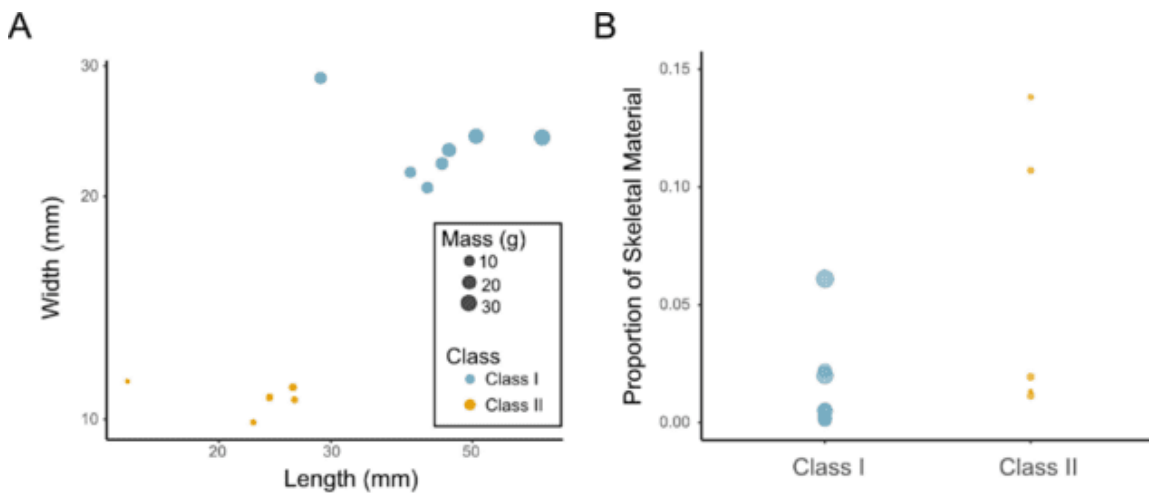 A
30
20
10
Width (mm)
20 30 50
Length (mm)
Mass (g)
10
20
30
Class
Class I
Class II
B
0.15
0.10
0.05
0.00
Proportion of Skeletal Material
Class I Class II